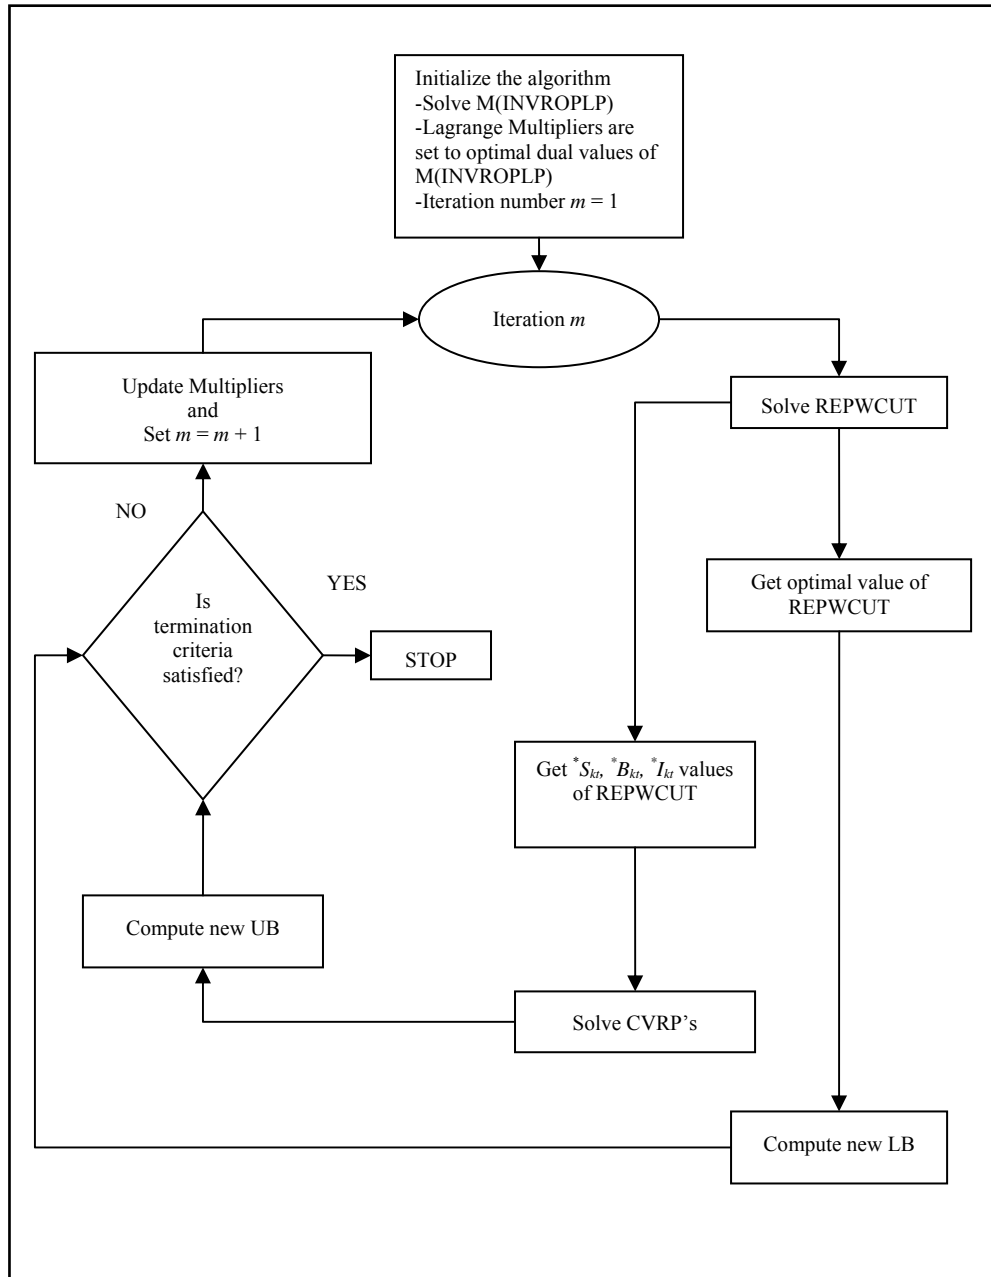 Initialize the algorithm
-Solve M(INVROPLP)
-Lagrange Multipliers are
set to optimal dual values of
M(INVROPLP)
-Iteration number m = 1
Iteration m
Update Multipliers
and
Set m = m + 1
Solve REPWCUT
NO
YES
Get optimal value of
REPWCUT
Is
termination
criteria
satisfied?
STOP
Get *Skt, *Bkt, *Ikt values
of REPWCUT
Compute new UB
Solve CVRP’s
Compute new LB